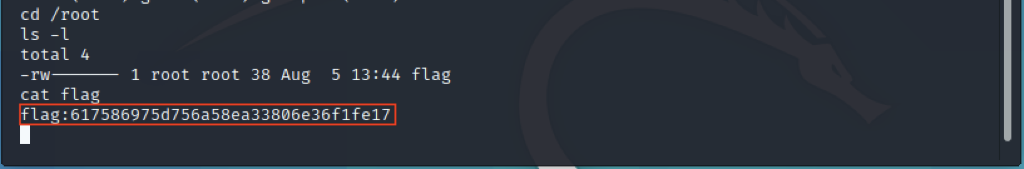 cd /root
ls -l
total 4
-rw------- 1 root root 38 Aug  5 13:44 flag
cat flag
flag:617586975d756a58ea33806e36f1fe17